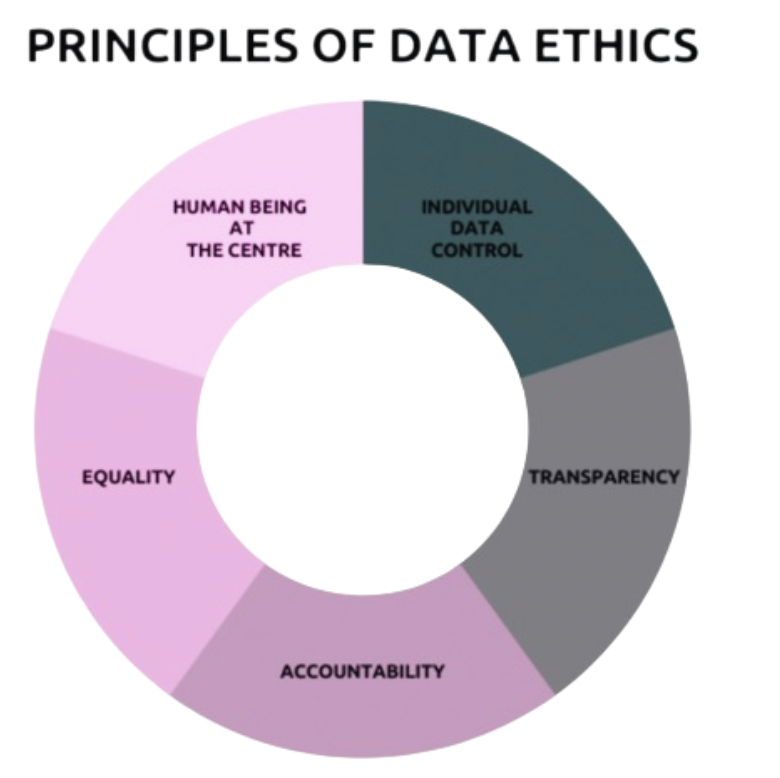 PRINCIPLES OF DATA ETHICS
HUMAN BEING
AT
THE CENTRE
INDIVIDUAL
DATA
CONTROL
EQUALITY
TRANSPARENCY
ACCOUNTABILITY